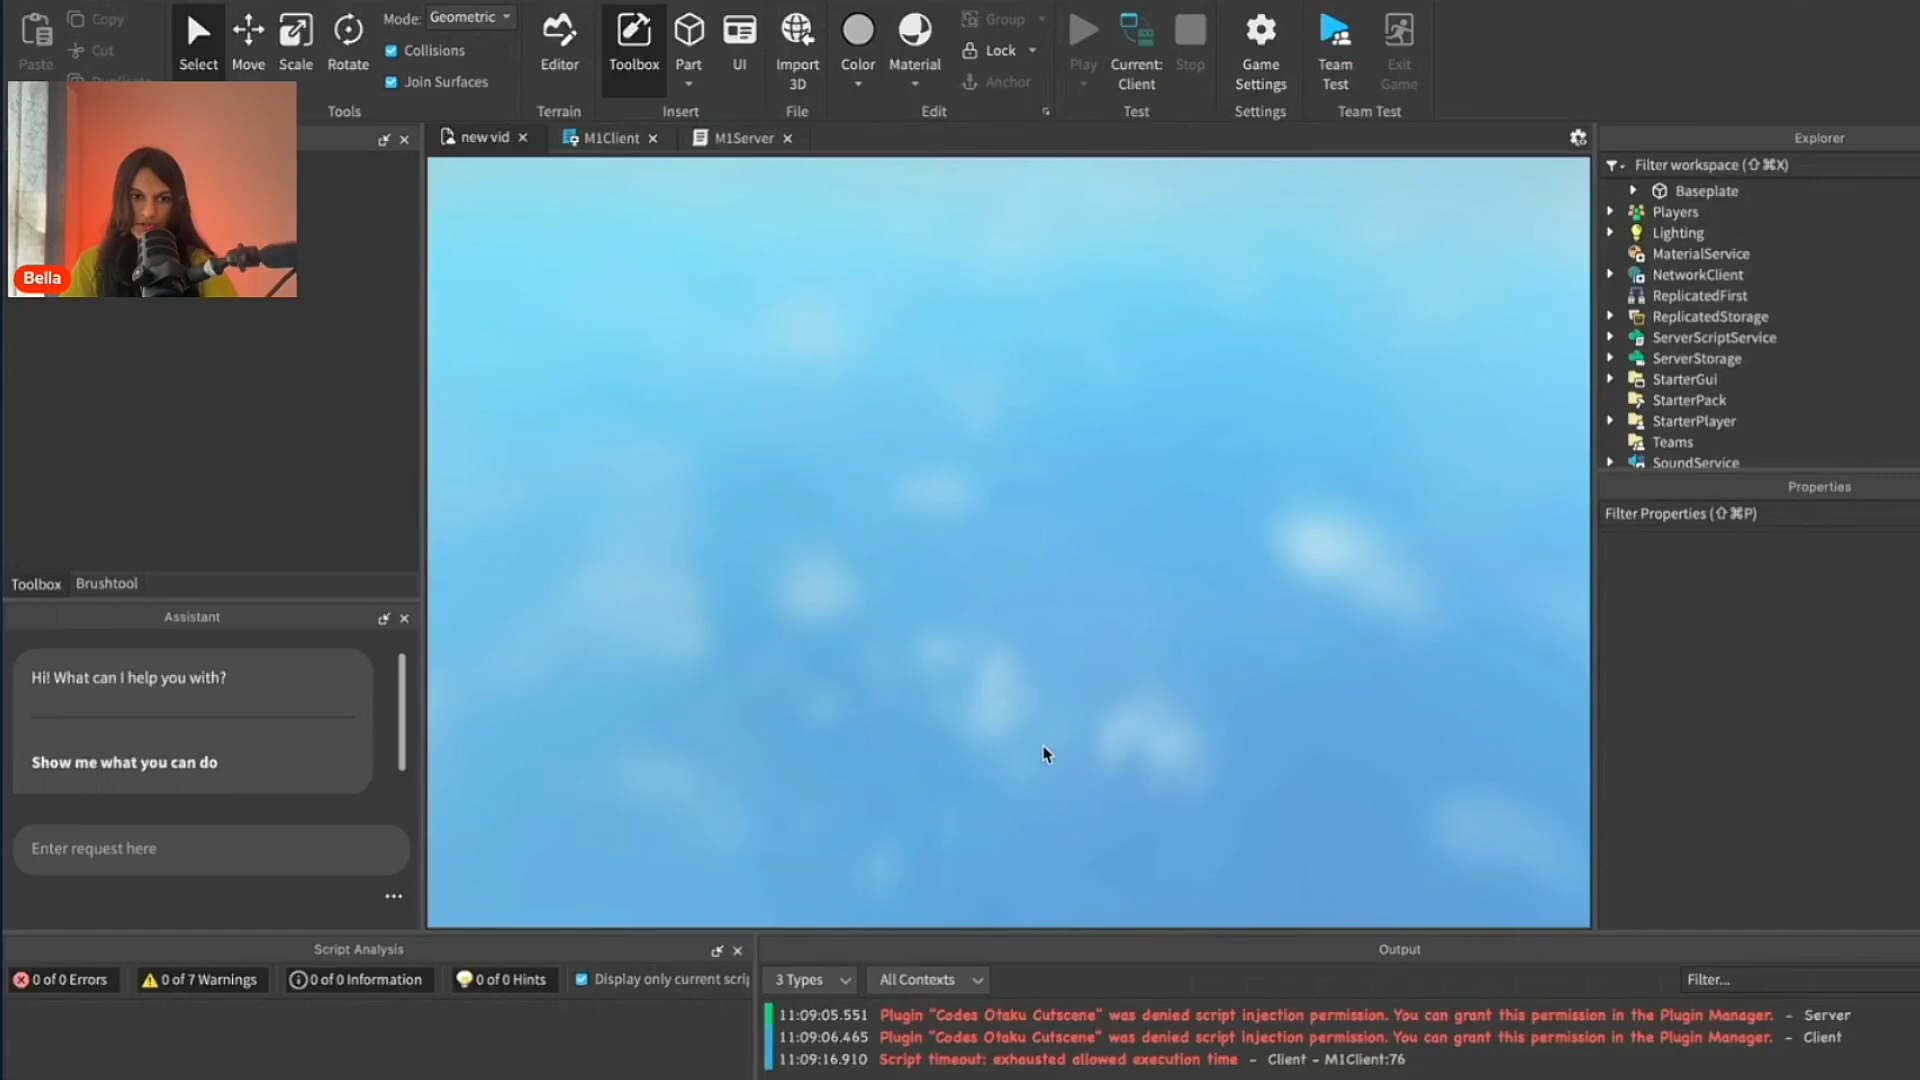 Paste
Copy
Cut
Duplicate
Select
Move
Scale
Rotate
Mode: Geometric
Collisions
Join Surfaces
Tools
Editor
Terrain
Toolbox
Part
UI
Insert
Import
3D
File
Color
Material
Group
Lock
Anchor
Edit
Play
Current:
Client
Stop
Test
Game
Settings
Settings
Team
Test
Exit
Game
Team Test
Bella
new vid
M1Client
M1Server
Explorer
Filter workspace (⇧⌘X)
Baseplate
Players
Lighting
MaterialService
NetworkClient
ReplicatedFirst
ReplicatedStorage
ServerScriptService
ServerStorage
StarterGui
StarterPack
StarterPlayer
Teams
SoundService
Properties
Filter Properties (⇧⌘P)
Toolbox Brushtool
Assistant
Hi! What can I help you with?
Show me what you can do
Enter request here
...
Script Analysis
0 of 0 Errors
0 of 7 Warnings
0 of 0 Information
0 of 0 Hints
Display only current scrip
Output
3 Types
All Contexts
Filter...
11:09:05.551 Plugin "Codes Otaku Cutscene" was denied script injection permission. You can grant this permission in the Plugin Manager. - Server
11:09:06.465 Plugin "Codes Otaku Cutscene" was denied script injection permission. You can grant this permission in the Plugin Manager. - Client
11:09:16.910 Script timeout: exhausted allowed execution time - Client - M1Client:76